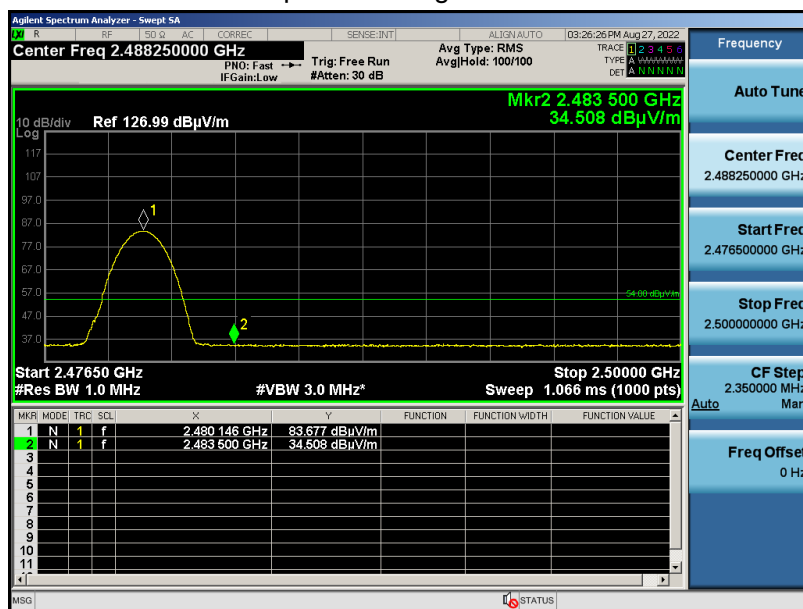 Agilent Spectrum Analyzer - Swept SA
LXI R RF 50 Ω AC CORREC SENSE:INT ALIGN AUTO 03:26:26 PM Aug 27, 2022
Center Freq 2.488250000 GHz Avg Type: RMS TRACE 1 2 3 4 5 6
PNO: Fast Trig: Free Run Avg|Hold: 100/100 TYPE A WWWWW
IFGain:Low #Atten: 30 dB DET A N N N N N
Mkr2 2.483 500 GHz
10 dB/div Ref 126.99 dBµV/m 34.508 dBµV/m
Log
117
107
97.0
1
87.0
77.0
67.0
54.00 dBµV/m
47.0
2
37.0
Start 2.47650 GHz Stop 2.50000 GHz
#Res BW 1.0 MHz #VBW 3.0 MHz* Sweep 1.066 ms (1000 pts)
MKR MODE TRC SCL X Y FUNCTION FUNCTION WIDTH FUNCTION VALUE
1 N 1 f 2.480 146 GHz 83.677 dBµV/m
2 N 1 f 2.483 500 GHz 34.508 dBµV/m
3
4
5
6
7
8
9
10
11
MSG STATUS
Frequency
Auto Tune
Center Freq
2.488250000 GHz
Start Freq
2.476500000 GHz
Stop Freq
2.500000000 GHz
CF Step
2.350000 MHz
Auto Man
Freq Offset
0 Hz